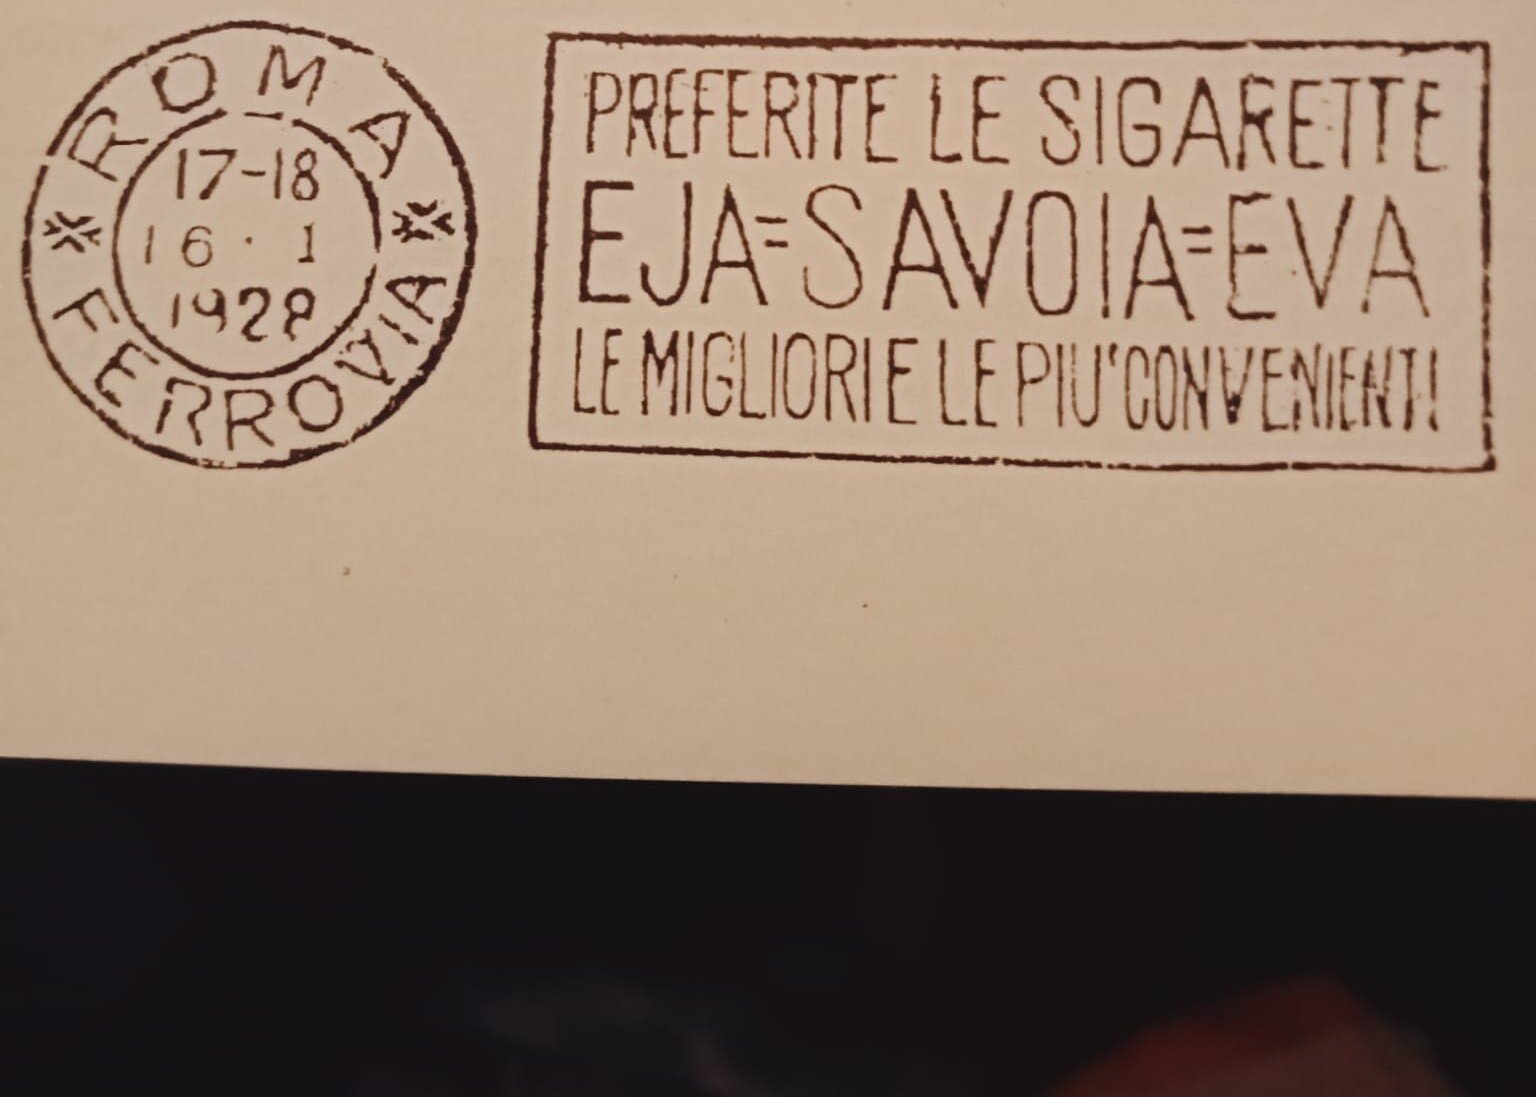 ROMA
17-18
16 · 1
1928
FERROVIA
PREFERITE LE SIGARETTE
EJA=SAVOIA=EVA
LE MIGLIORI E LE PIU' CONVENIENTI